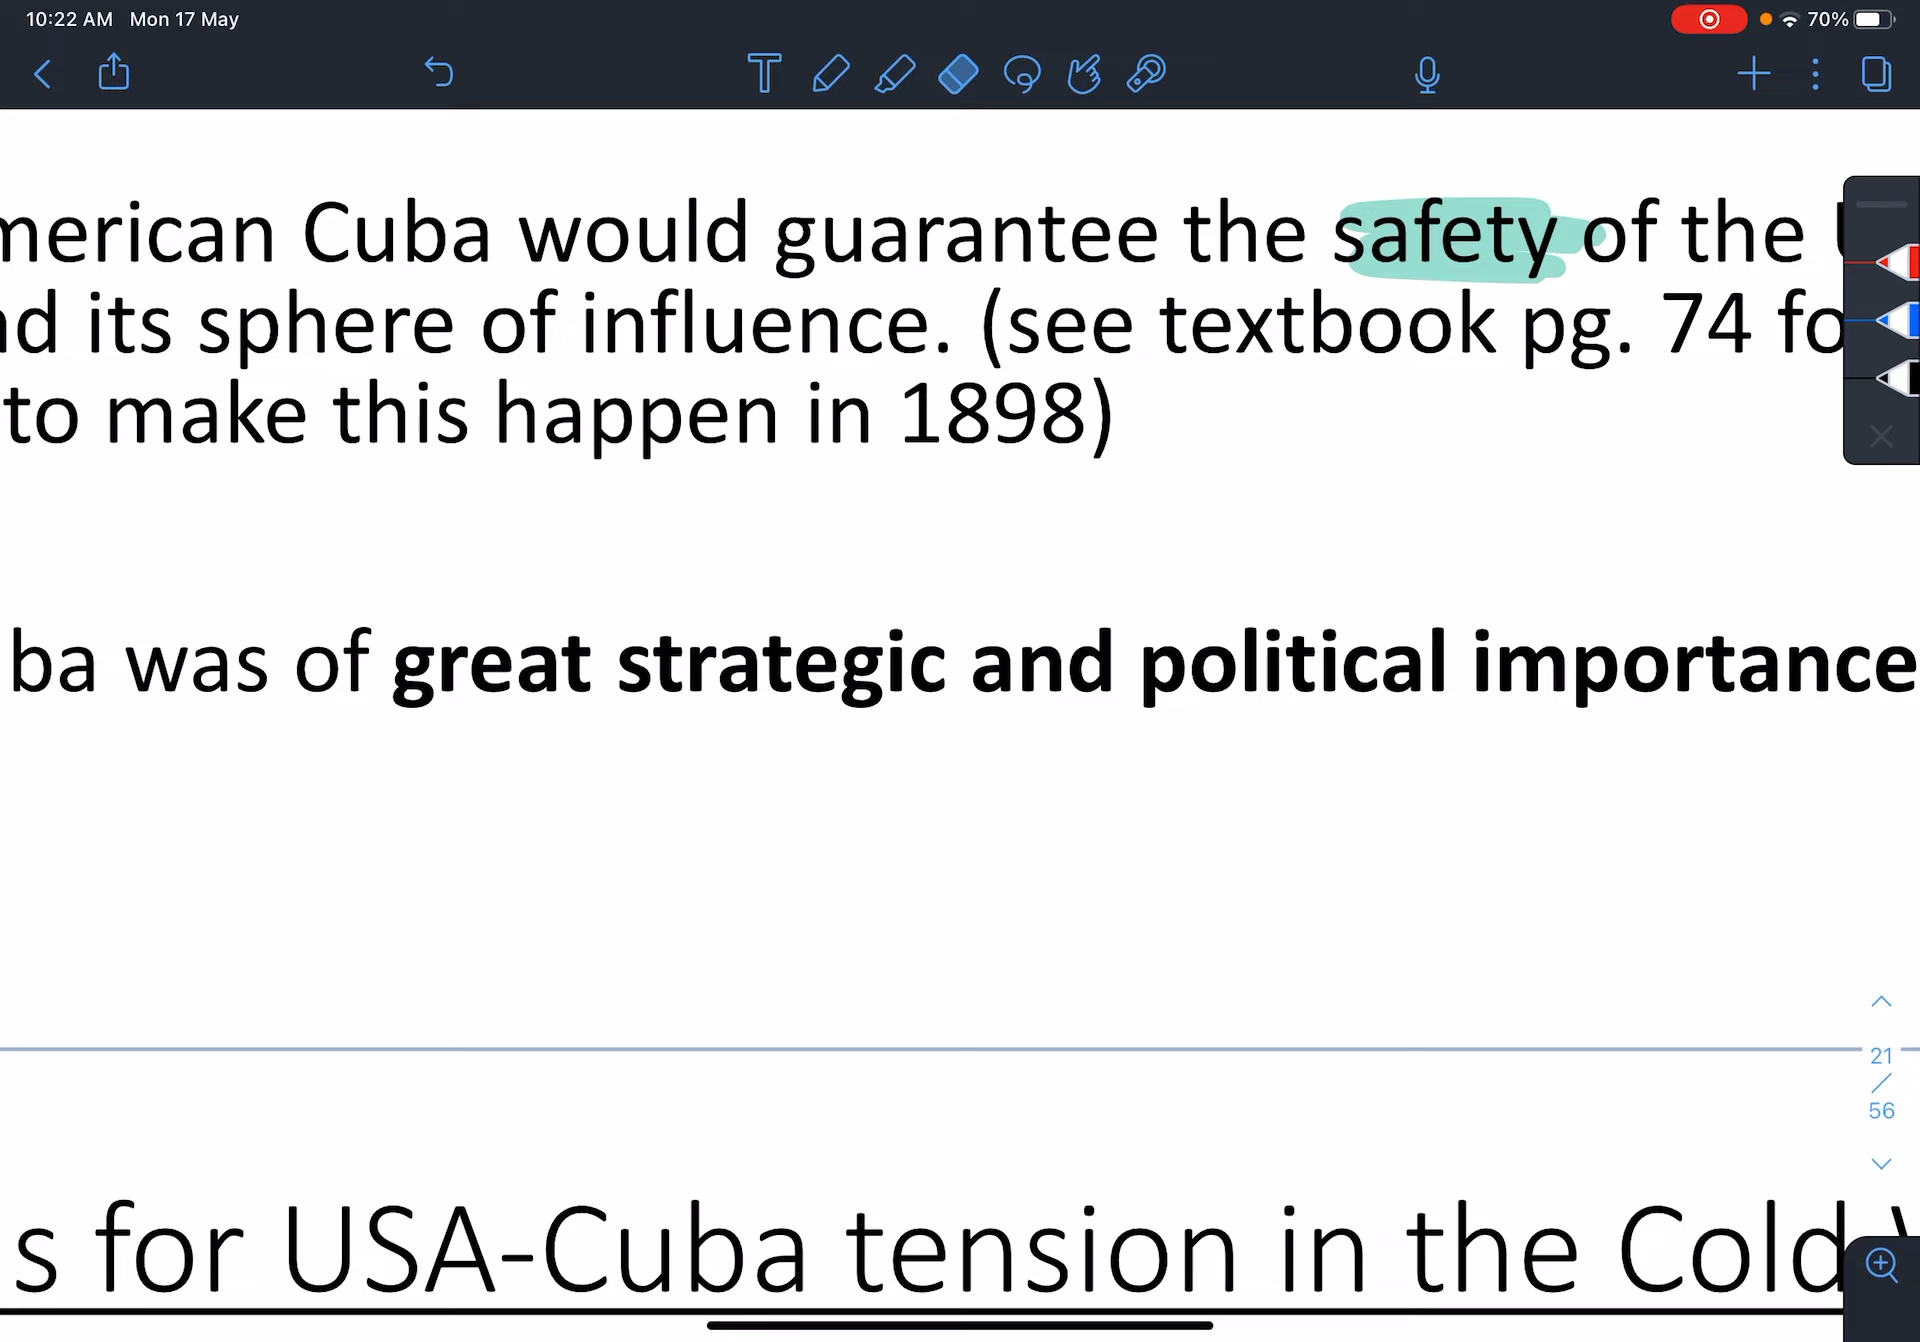 10:22 AM Mon 17 May
70%
merican Cuba would guarantee the safety of the
its sphere of influence. (see textbook pg. 74
to make this happen in 1898)
was of great strategic and political importance
21
/
56
for USA-Cuba tension in the Cold